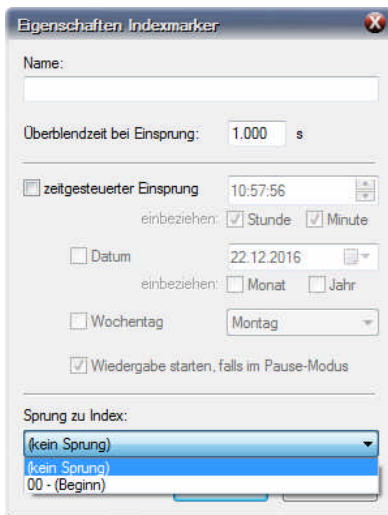 Eigenschaften Indexmarker
Name:
Überblendzeit bei Einsprung: 1.000 s
zeitgesteuerter Einsprung 10:57:56
einbeziehen: Stunde Minute
Datum 22.12.2016
einbeziehen: Monat Jahr
Wochentag Montag
Wiedergabe starten, falls im Pause-Modus
Sprung zu Index:
(kein Sprung)
(kein Sprung)
00 - (Beginn)